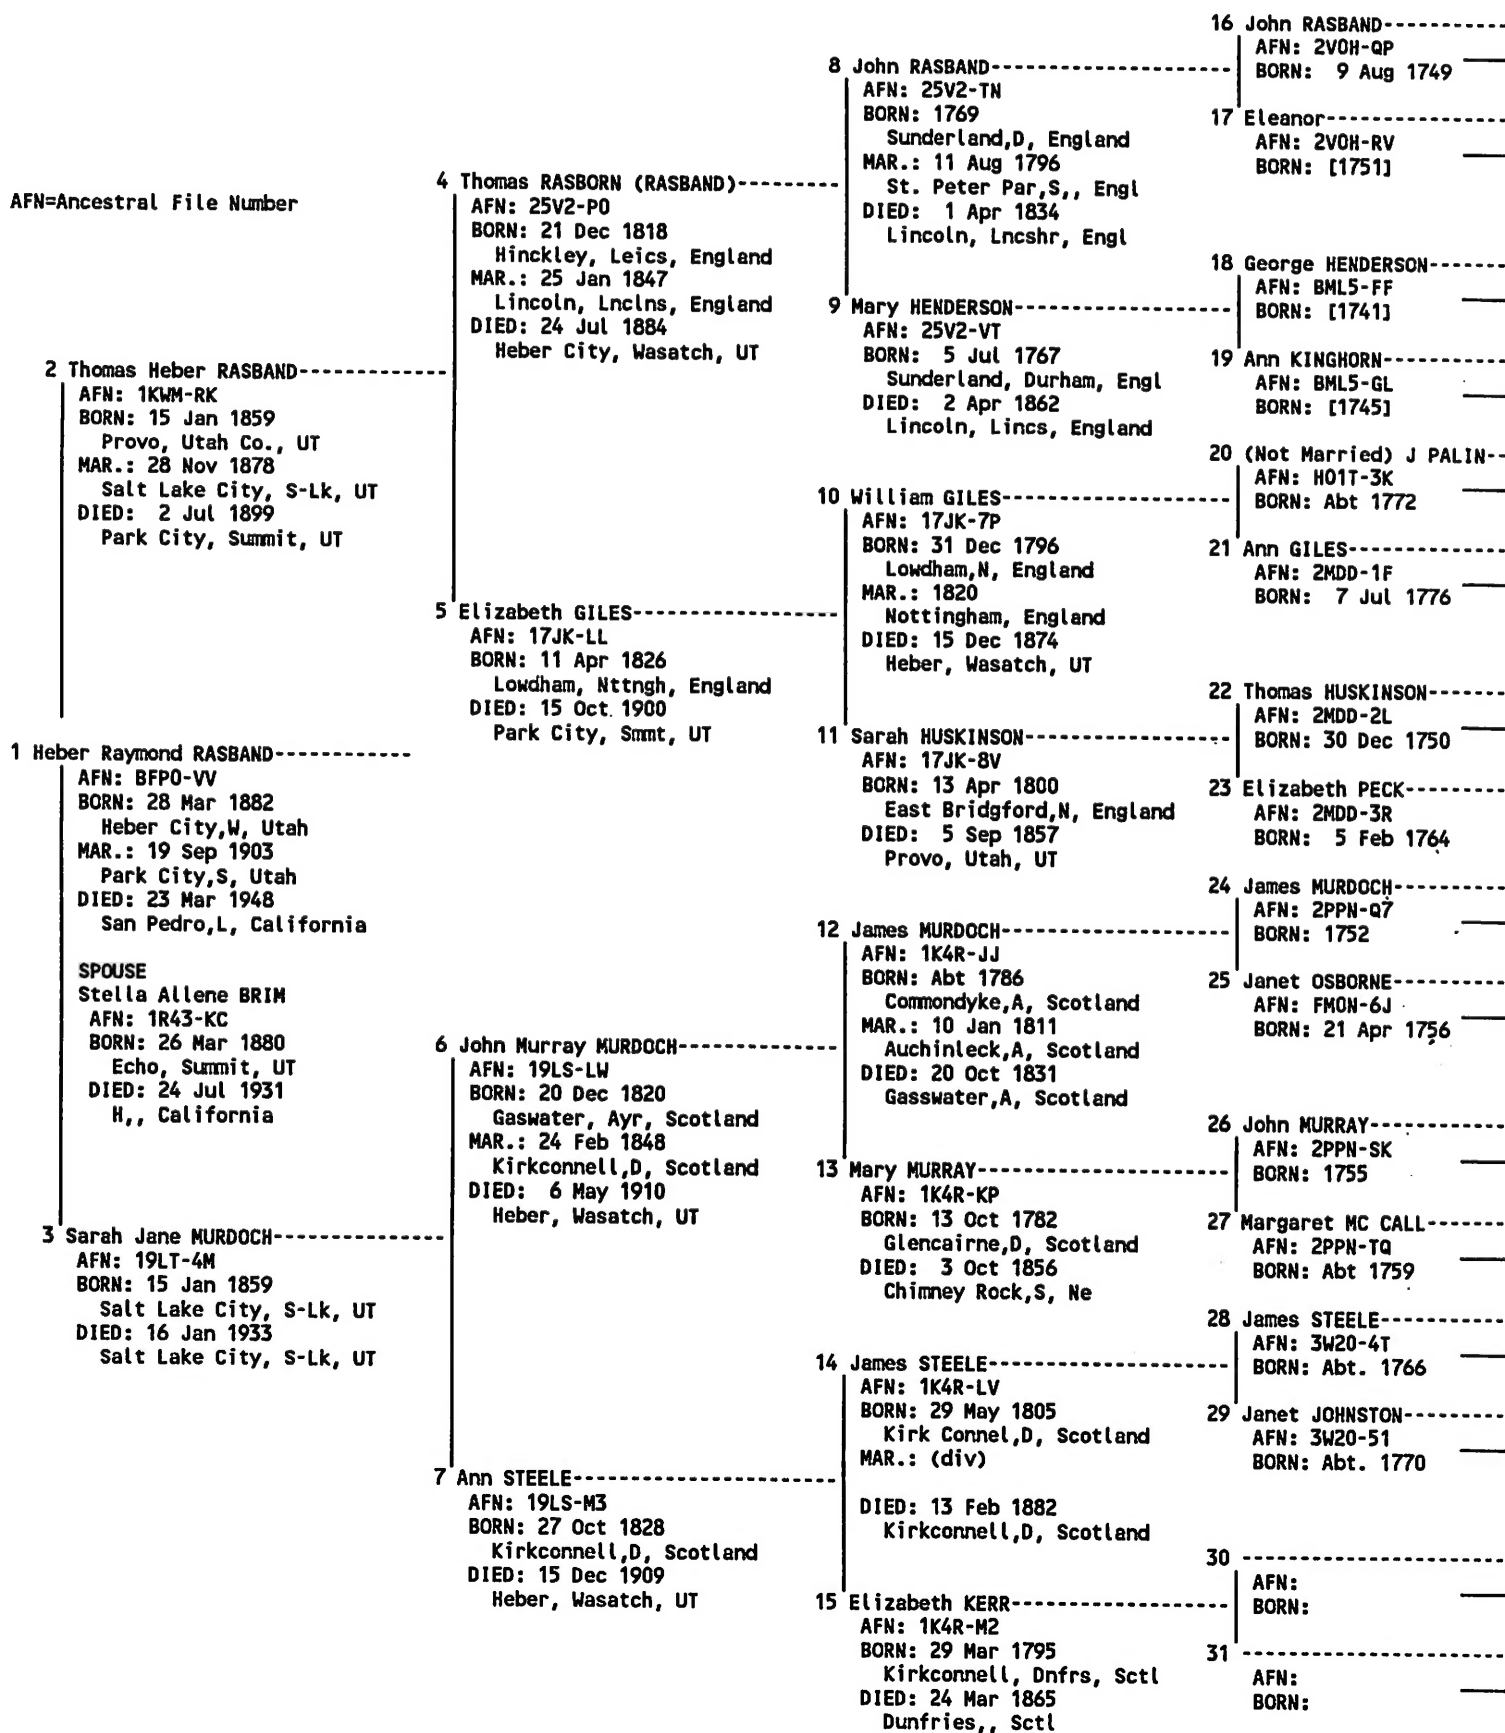 AFN=Ancestral File Number
1 Heber Raymond RASBAND-----------
AFN: BFP0-VV
BORN: 28 Mar 1882
Heber City,W, Utah
MAR.: 19 Sep 1903
Park City,S, Utah
DIED: 23 Mar 1948
San Pedro,L, California
SPOUSE
Stella Allene BRIM
AFN: 1R43-KC
BORN: 26 Mar 1880
Echo, Summit, UT
DIED: 24 Jul 1931
H,, California
2 Thomas Heber RASBAND------------
AFN: 1KWM-RK
BORN: 15 Jan 1859
Provo, Utah Co., UT
MAR.: 28 Nov 1878
Salt Lake City, S-Lk, UT
DIED:  2 Jul 1899
Park City, Summit, UT
3 Sarah Jane MURDOCH--------------
AFN: 19LT-4M
BORN: 15 Jan 1859
Salt Lake City, S-Lk, UT
DIED: 16 Jan 1933
Salt Lake City, S-Lk, UT
4 Thomas RASBORN (RASBAND)--------
AFN: 25V2-P0
BORN: 21 Dec 1818
Hinckley, Leics, England
MAR.: 25 Jan 1847
Lincoln, Lnclns, England
DIED: 24 Jul 1884
Heber City, Wasatch, UT
5 Elizabeth GILES-----------------
AFN: 17JK-LL
BORN: 11 Apr 1826
Lowdham, Nttngh, England
DIED: 15 Oct 1900
Park City, Smmt, UT
6 John Murray MURDOCH-------------
AFN: 19LS-LW
BORN: 20 Dec 1820
Gaswater, Ayr, Scotland
MAR.: 24 Feb 1848
Kirkconnell,D, Scotland
DIED:  6 May 1910
Heber, Wasatch, UT
7 Ann STEELE----------------------
AFN: 19LS-M3
BORN: 27 Oct 1828
Kirkconnell,D, Scotland
DIED: 15 Dec 1909
Heber, Wasatch, UT
8 John RASBAND--------------------
AFN: 25V2-TN
BORN: 1769
Sunderland,D, England
MAR.: 11 Aug 1796
St. Peter Par,S,, Engl
DIED:  1 Apr 1834
Lincoln, Lncshr, Engl
9 Mary HENDERSON------------------
AFN: 25V2-VT
BORN:  5 Jul 1767
Sunderland, Durham, Engl
DIED:  2 Apr 1862
Lincoln, Lincs, England
10 William GILES-------------------
AFN: 17JK-7P
BORN: 31 Dec 1796
Lowdham,N, England
MAR.: 1820
Nottingham, England
DIED: 15 Dec 1874
Heber, Wasatch, UT
11 Sarah HUSKINSON-----------------
AFN: 17JK-8V
BORN: 13 Apr 1800
East Bridgford,N, England
DIED:  5 Sep 1857
Provo, Utah, UT
12 James MURDOCH-------------------
AFN: 1K4R-JJ
BORN: Abt 1786
Commondyke,A, Scotland
MAR.: 10 Jan 1811
Auchinleck,A, Scotland
DIED: 20 Oct 1831
Gasswater,A, Scotland
13 Mary MURRAY---------------------
AFN: 1K4R-KP
BORN: 13 Oct 1782
Glencairne,D, Scotland
DIED:  3 Oct 1856
Chimney Rock,S, Ne
14 James STEELE--------------------
AFN: 1K4R-LV
BORN: 29 May 1805
Kirk Connel,D, Scotland
MAR.: (div)
DIED: 13 Feb 1882
Kirkconnell,D, Scotland
15 Elizabeth KERR------------------
AFN: 1K4R-M2
BORN: 29 Mar 1795
Kirkconnell, Dnfrs, Sctl
DIED: 24 Mar 1865
Dunfries,, Sctl
16 John RASBAND-----------
AFN: 2V0H-QP
BORN:  9 Aug 1749
17 Eleanor----------------
AFN: 2V0H-RV
BORN: [1751]
18 George HENDERSON-------
AFN: BML5-FF
BORN: [1741]
19 Ann KINGHORN-----------
AFN: BML5-GL
BORN: [1745]
20 (Not Married) J PALIN--
AFN: H01T-3K
BORN: Abt 1772
21 Ann GILES--------------
AFN: 2MDD-1F
BORN:  7 Jul 1776
22 Thomas HUSKINSON-------
AFN: 2MDD-2L
BORN: 30 Dec 1750
23 Elizabeth PECK---------
AFN: 2MDD-3R
BORN:  5 Feb 1764
24 James MURDOCH----------
AFN: 2PPN-Q7
BORN: 1752
25 Janet OSBORNE----------
AFN: FM0N-6J
BORN: 21 Apr 1756
26 John MURRAY------------
AFN: 2PPN-SK
BORN: 1755
27 Margaret MC CALL-------
AFN: 2PPN-TQ
BORN: Abt 1759
28 James STEELE-----------
AFN: 3W20-4T
BORN: Abt. 1766
29 Janet JOHNSTON---------
AFN: 3W20-51
BORN: Abt. 1770
30 -----------------------
AFN:
BORN:
31 -----------------------
AFN:
BORN: